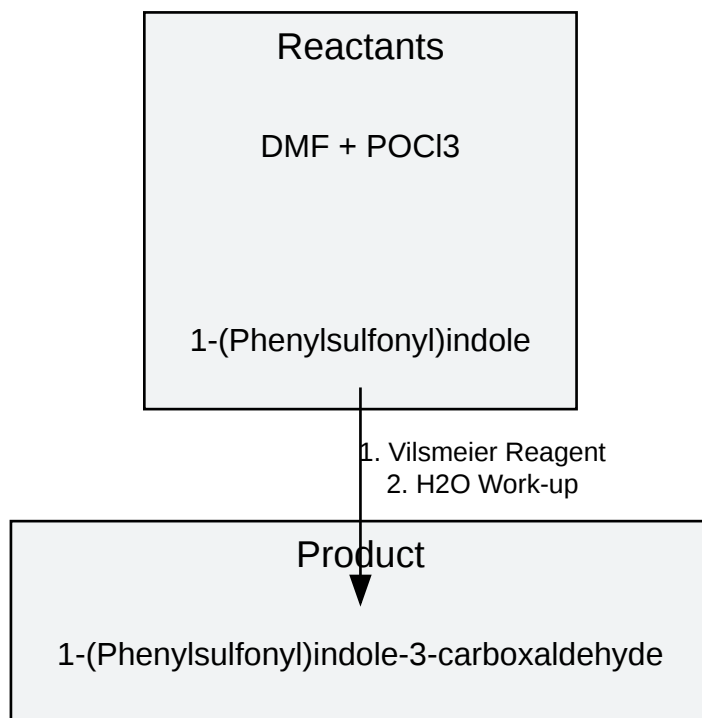 Reactants
DMF + POCl3
1-(Phenylsulfonyl)indole
1. Vilsmeier Reagent
2. H2O Work-up
Product
1-(Phenylsulfonyl)indole-3-carboxaldehyde